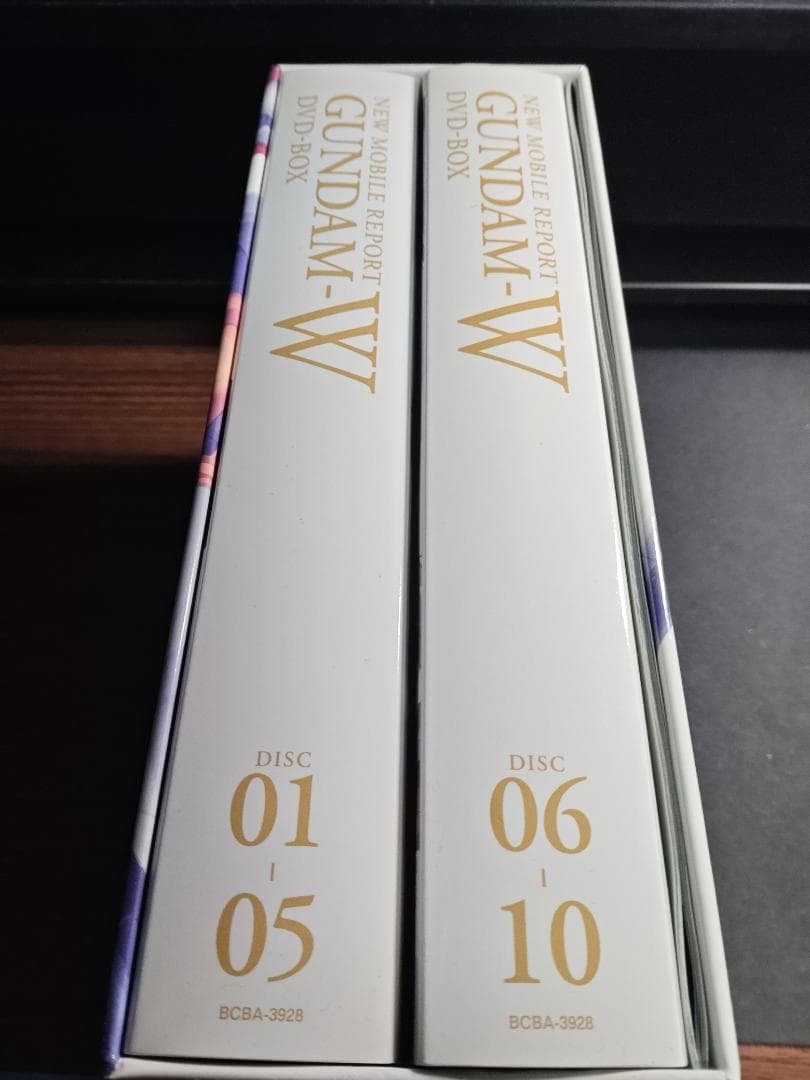 NEW MOBILE REPORT
GUNDAM-W
DVD-BOX
DISC
01
-
05
BCBA-3928
NEW MOBILE REPORT
GUNDAM-W
DVD-BOX
DISC
06
-
10
BCBA-3928